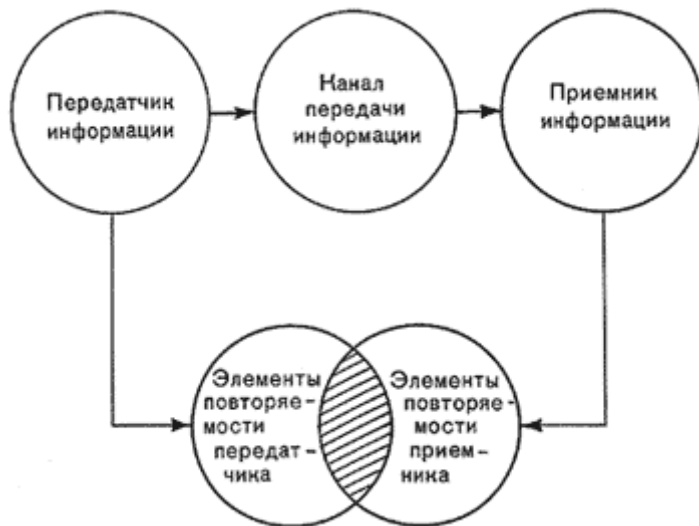 Передатчик
информации
Канал
передачи
информации
Приемник
информации
Элементы
повторяе-
мости
передат-
чика
Элементы
повторяе-
мости
прием-
ника